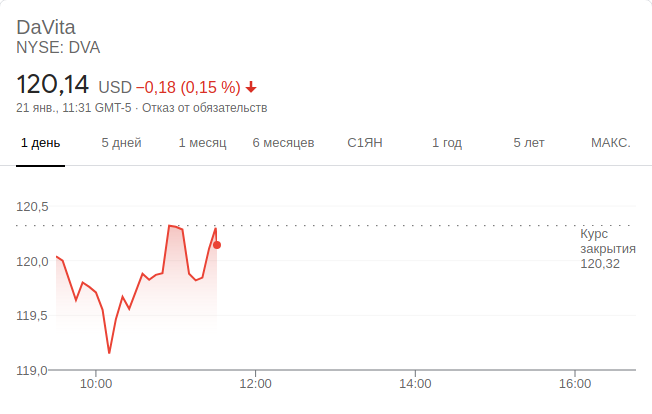 DaVita
NYSE: DVA
120,14 USD −0,18 (0,15 %)
21 янв., 11:31 GMT-5 · Отказ от обязательств
1 день 5 дней 1 месяц 6 месяцев С1ЯН 1 год 5 лет МАКС.
120,5
Курс
закрытия
120,32
120,0
119,5
119,0
10:00 12:00 14:00 16:00